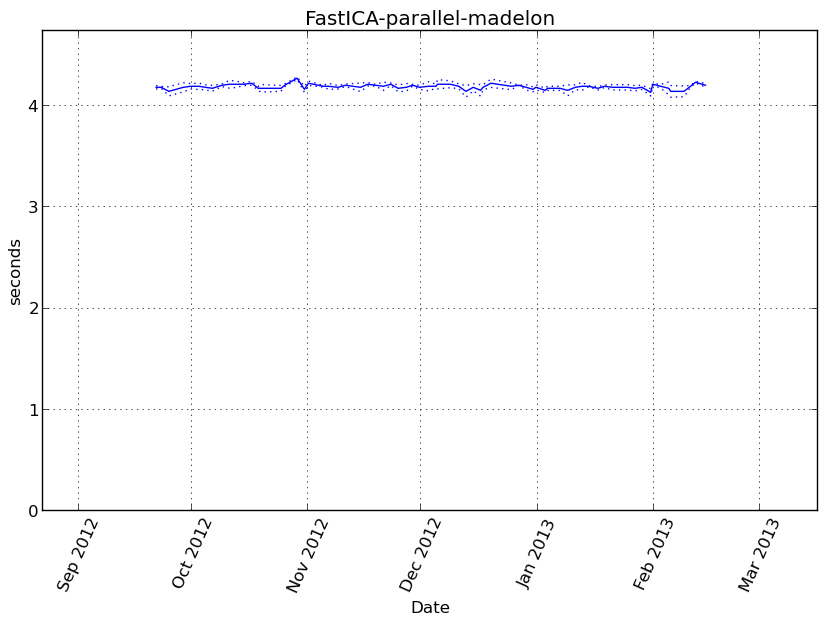 FastICA-parallel-madelon
4
3
2
1
0
seconds
Sep 2012
Oct 2012
Nov 2012
Dec 2012
Jan 2013
Feb 2013
Mar 2013
Date